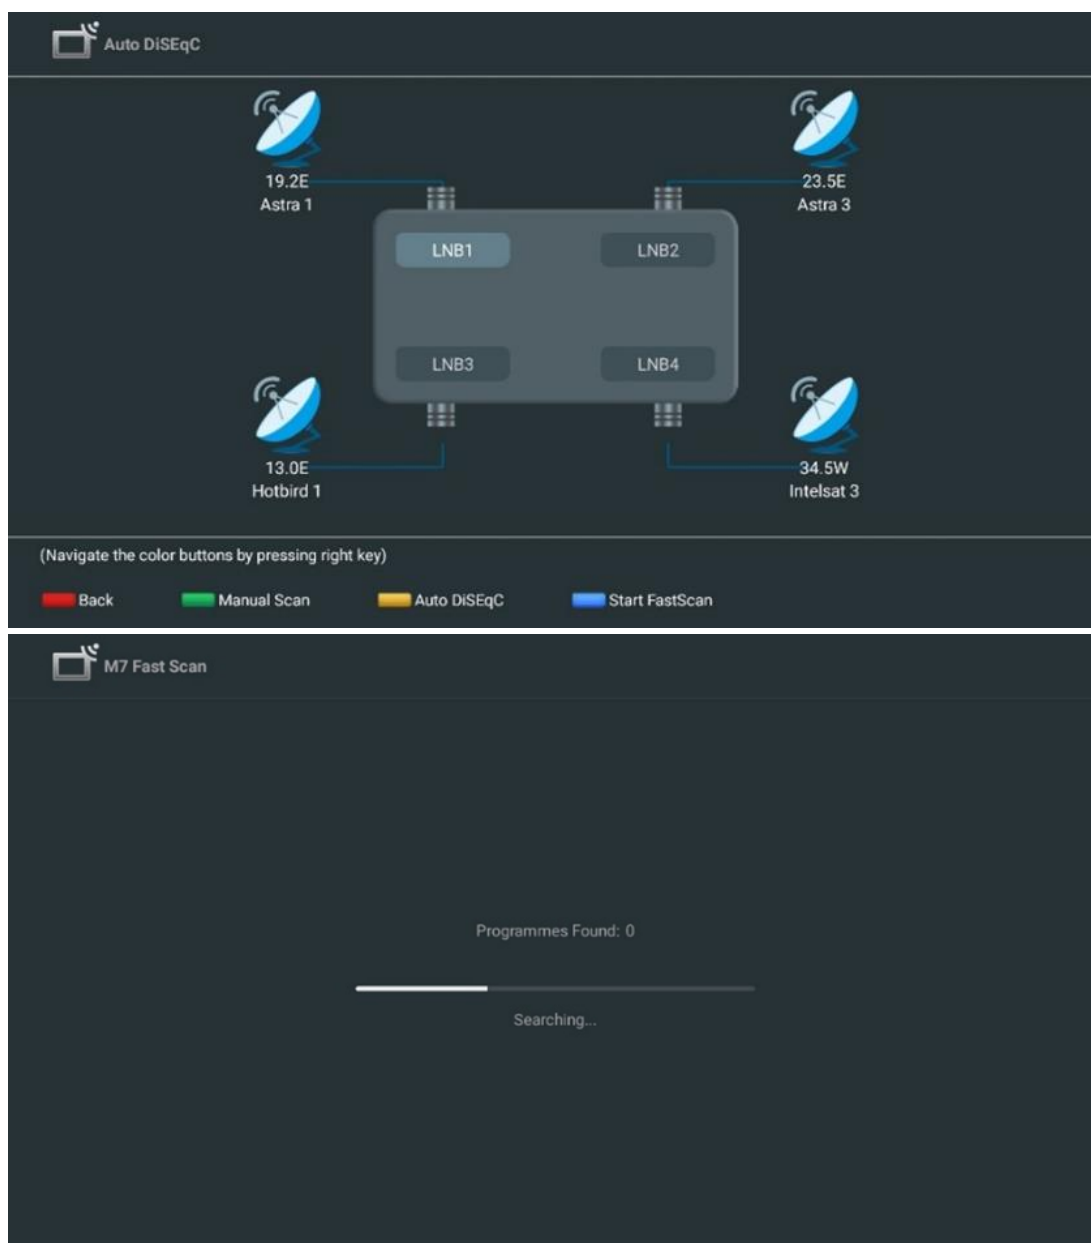 Auto DiSEqC
19.2E
Astra 1
23.5E
Astra 3
LNB1
LNB2
LNB3
LNB4
13.0E
Hotbird 1
34.5W
Intelsat 3
(Navigate the color buttons by pressing right key)
Back
Manual Scan
Auto DiSEqC
Start FastScan
M7 Fast Scan
Programmes Found: 0
Searching...